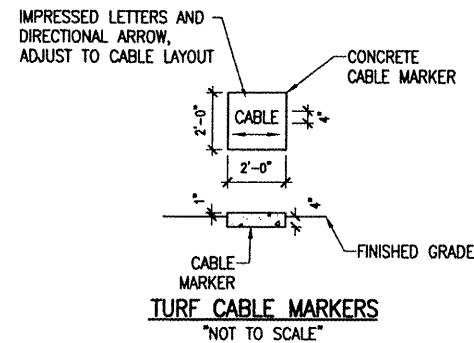 IMPRESSED LETTERS AND
DIRECTIONAL ARROW,
ADJUST TO CABLE LAYOUT
CONCRETE
CABLE MARKER
2'-0"
CABLE
4"
2'-0"
1"
4"
FINISHED GRADE
CABLE
MARKER
TURF CABLE MARKERS
"NOT TO SCALE"